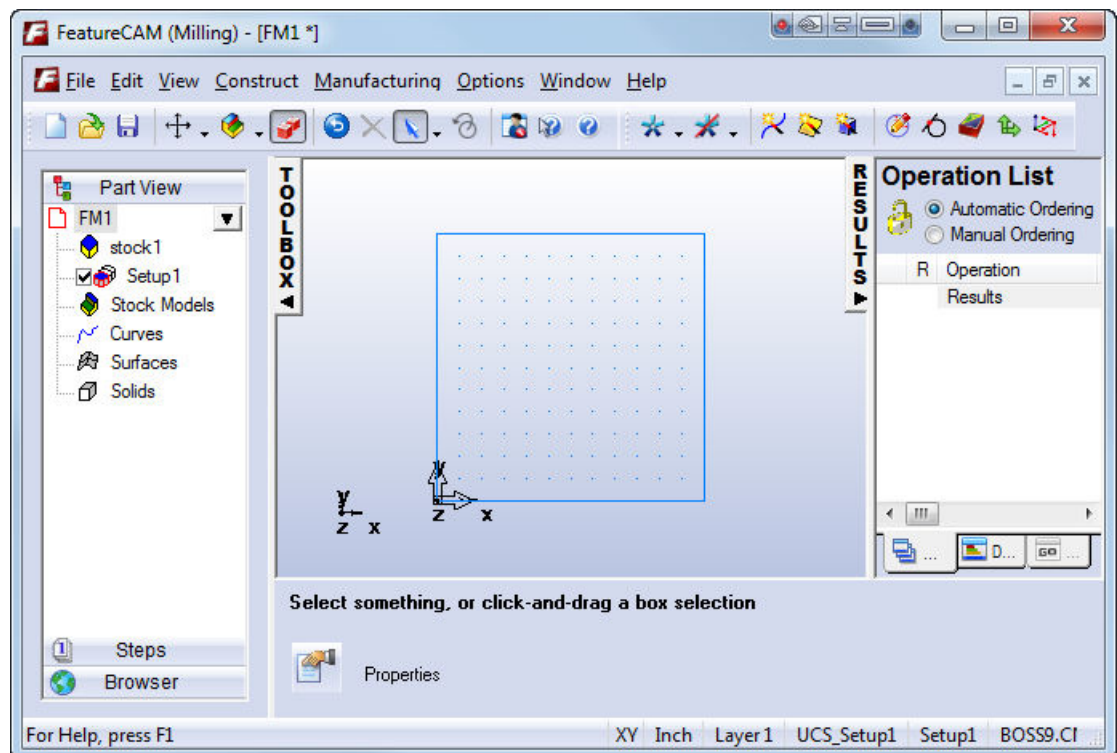 FeatureCAM (Milling) - [FM1 *]
File Edit View Construct Manufacturing Options Window Help
Part View
FM1
stock1
Setup1
Stock Models
Curves
Surfaces
Solids
Steps
Browser
TOOLBOX
y
z x
y
z x
RESULTS
Operation List
Automatic Ordering
Manual Ordering
R Operation
Results
... D... GO ...
Select something, or click-and-drag a box selection
Properties
For Help, press F1 XY Inch Layer 1 UCS_Setup1 Setup1